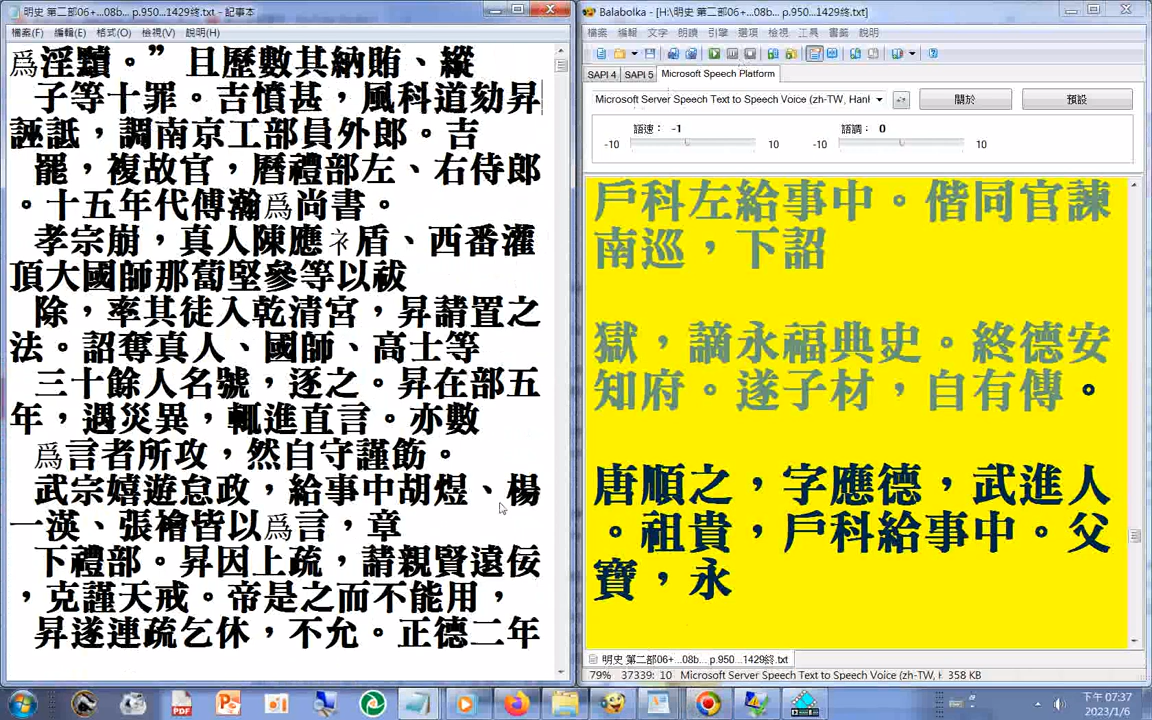 明史 第二部06+...08b... p.950...1429終.txt - 記事本
檔案(F) 編輯(E) 格式(O) 檢視(V) 說明(H)
爲淫黷。”且歷數其納賄、縱
子等十罪。吉憤甚，風科道劾昇
誣詆，調南京工部員外郎。吉
罷，複故官，曆禮部左、右侍郎
。十五年代傅瀚爲尚書。
孝宗崩，真人陳應礻盾、西番灌
頂大國師那蔔堅參等以祓
除，率其徒入乾清宮，昇請置之
法。詔奪真人、國師、高士等
三十餘人名號，逐之。昇在部五
年，遇災異，輒進直言。亦數
爲言者所攻，然自守謹飭。
武宗嬉遊怠政，給事中胡煜、楊
一渶、張襘皆以爲言，章
下禮部。昇因上疏，請親賢遠佞
，克謹天戒。帝是之而不能用，
昇遂連疏乞休，不允。正德二年
Balabolka - [H:\明史 第二部06+...08b... p.950...1429終.txt]
檔案 編輯 文字 朗讀 引擎 選項 檢視 工具 書籤 說明
SAPI 4 SAPI 5 Microsoft Speech Platform
Microsoft Server Speech Text to Speech Voice (zh-TW, Hanl 關於 預設
語速： -1 語調： 0
-10 10 -10 10
戶科左給事中。偕同官諫
南巡，下詔
獄，謫永福典史。終德安
知府。遂子材，自有傳。
唐順之，字應德，武進人
。祖貴，戶科給事中。父
寶，永
明史 第二部06+...08b... p.950...1429終.txt
79% 37339: 10 Microsoft Server Speech Text to Speech Voice (zh-TW, H 358 KB
PDF
下午 07:37
2023/1/6